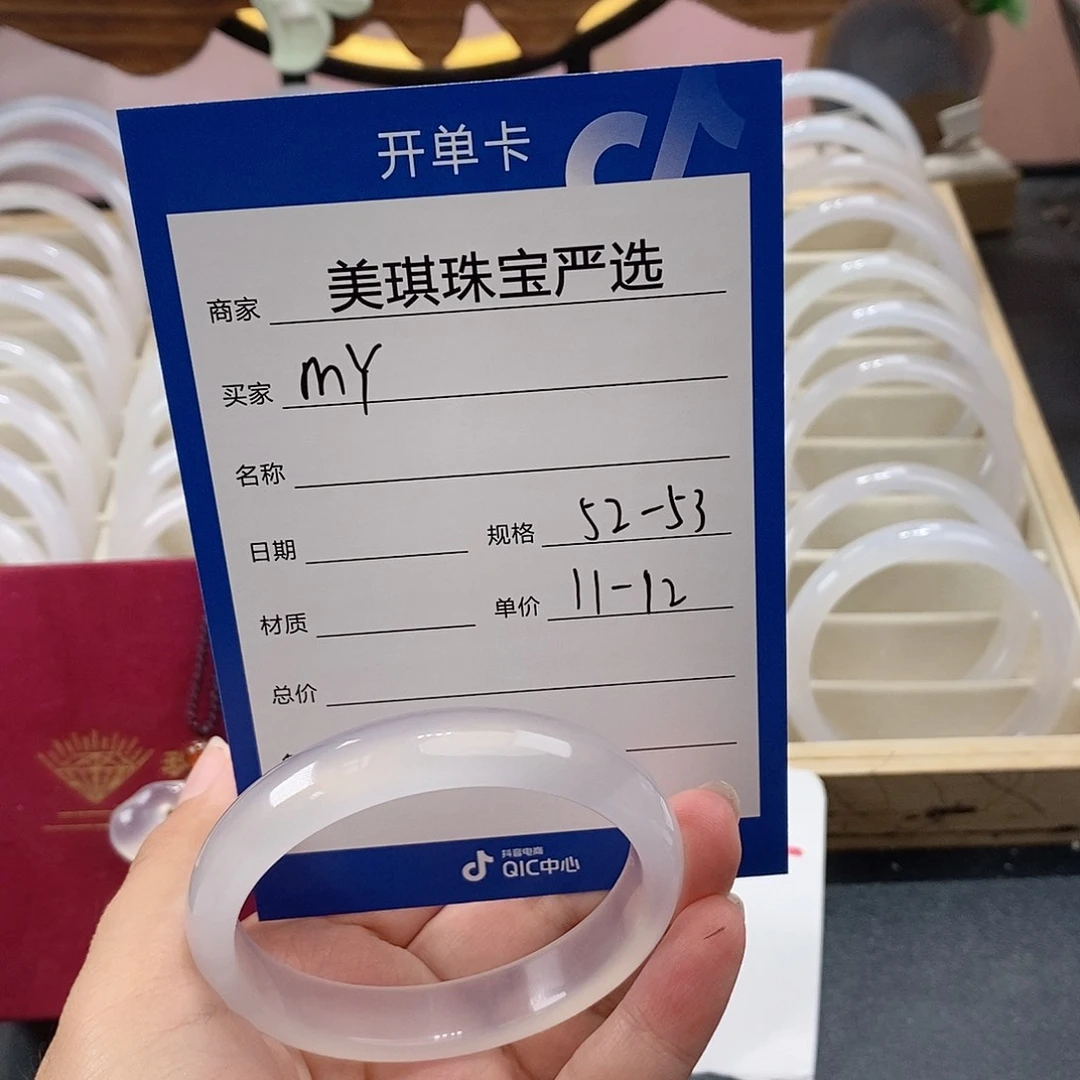 开单卡
商家 美琪珠宝严选
买家 mY
名称
日期 规格 52-53
材质 单价 11-12
总价
抖音电商
QIC中心